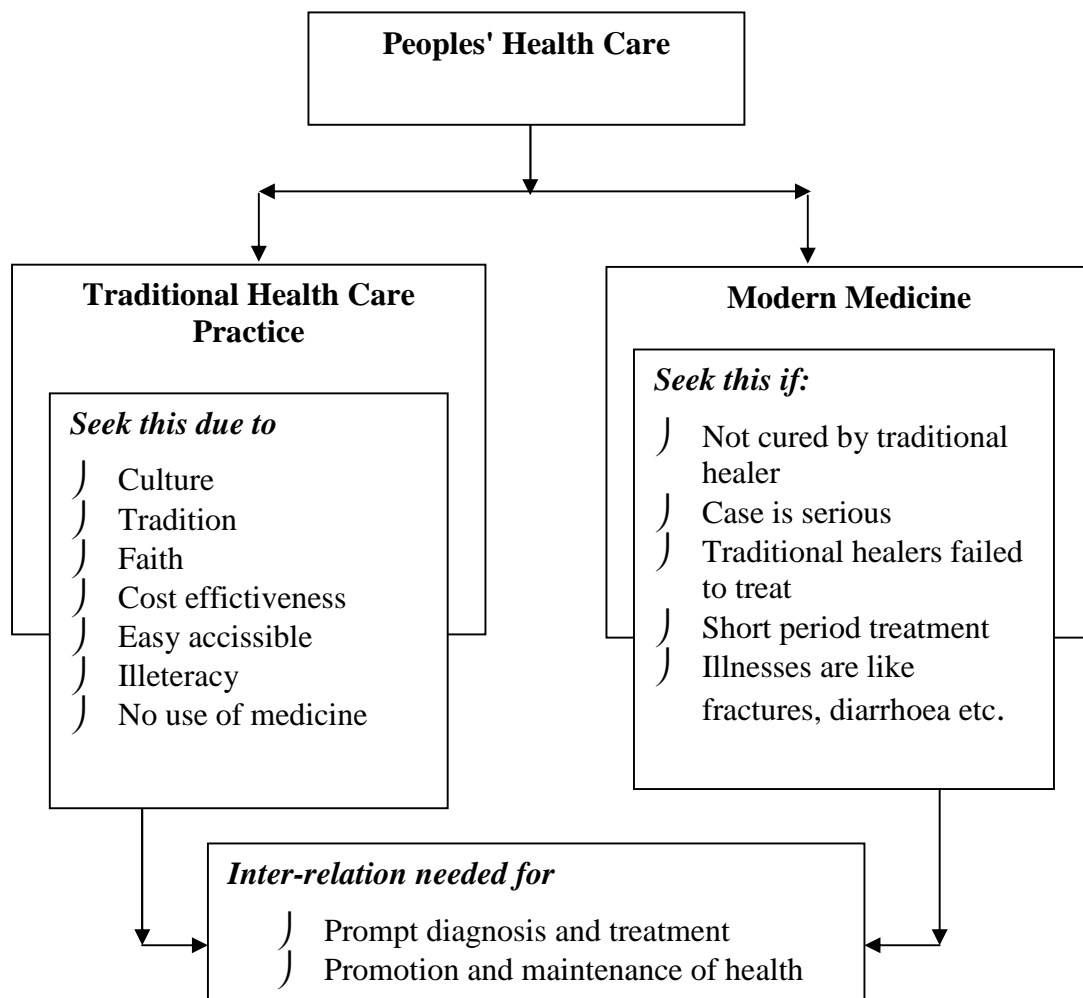 Peoples' Health Care
Traditional Health Care
Practice
Seek this due to
⌡ Culture
⌡ Tradition
⌡ Faith
⌡ Cost effictiveness
⌡ Easy accissible
⌡ Illeteracy
⌡ No use of medicine
Modern Medicine
Seek this if:
⌡ Not cured by traditional
healer
⌡ Case is serious
⌡ Traditional healers failed
to treat
⌡ Short period treatment
⌡ Illnesses are like
fractures, diarrhoea etc.
Inter-relation needed for
⌡ Prompt diagnosis and treatment
⌡ Promotion and maintenance of health